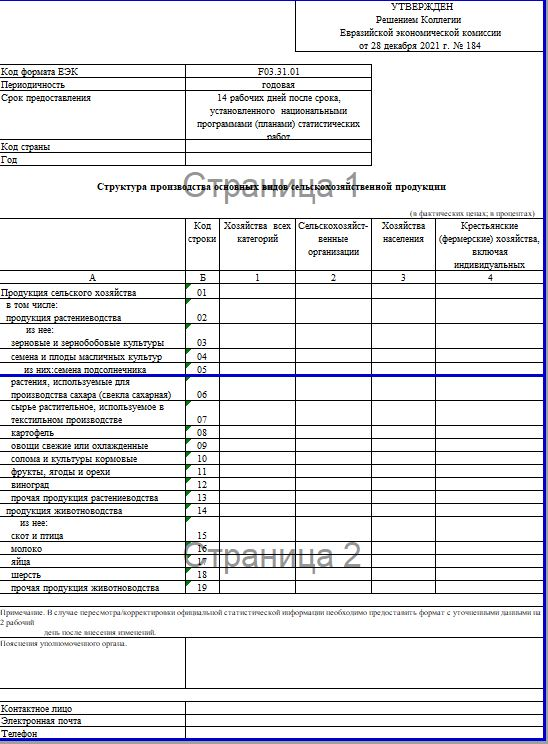 УТВЕРЖДЕН
Решением Коллегии
Евразийской экономической комиссии
от 28 декабря 2021 г. № 184
Код формата ЕЭК F03.31.01
Периодичность годовая
Срок предоставления 14 рабочих дней после срока,
установленного национальными
программами (планами) статистических
работ
Код страны
Год
Страница 1
Структура производства основных видов сельскохозяйственной продукции
(в фактических ценах; в процентах)
Код Хозяйства всех Сельскохозяйст- Хозяйства Крестьянские
строки категорий венные населения (фермерские) хозяйства,
организации включая
индивидуальных
А Б 1 2 3 4
Продукция сельского хозяйства 01
в том числе:
продукция растениеводства 02
из нее:
зерновые и зернобобовые культуры 03
семена и плоды масличных культур 04
из них:семена подсолнечника 05
растения, используемые для
производства сахара (свекла сахарная) 06
сырье растительное, используемое в
текстильном производстве 07
картофель 08
овощи свежие или охлажденные 09
солома и культуры кормовые 10
фрукты, ягоды и орехи 11
виноград 12
прочая продукция растениеводства 13
продукция животноводства 14
из нее:
скот и птица 15
молоко 16
Страница 2
яйца 17
шерсть 18
прочая продукция животноводства 19
Примечание. В случае пересмотра/корректировки официальной статистической информации необходимо предоставить формат с уточненными данными на
2 рабочий
день после внесения изменений.
Пояснения уполномоченного органа.
Контактное лицо
Электронная почта
Телефон